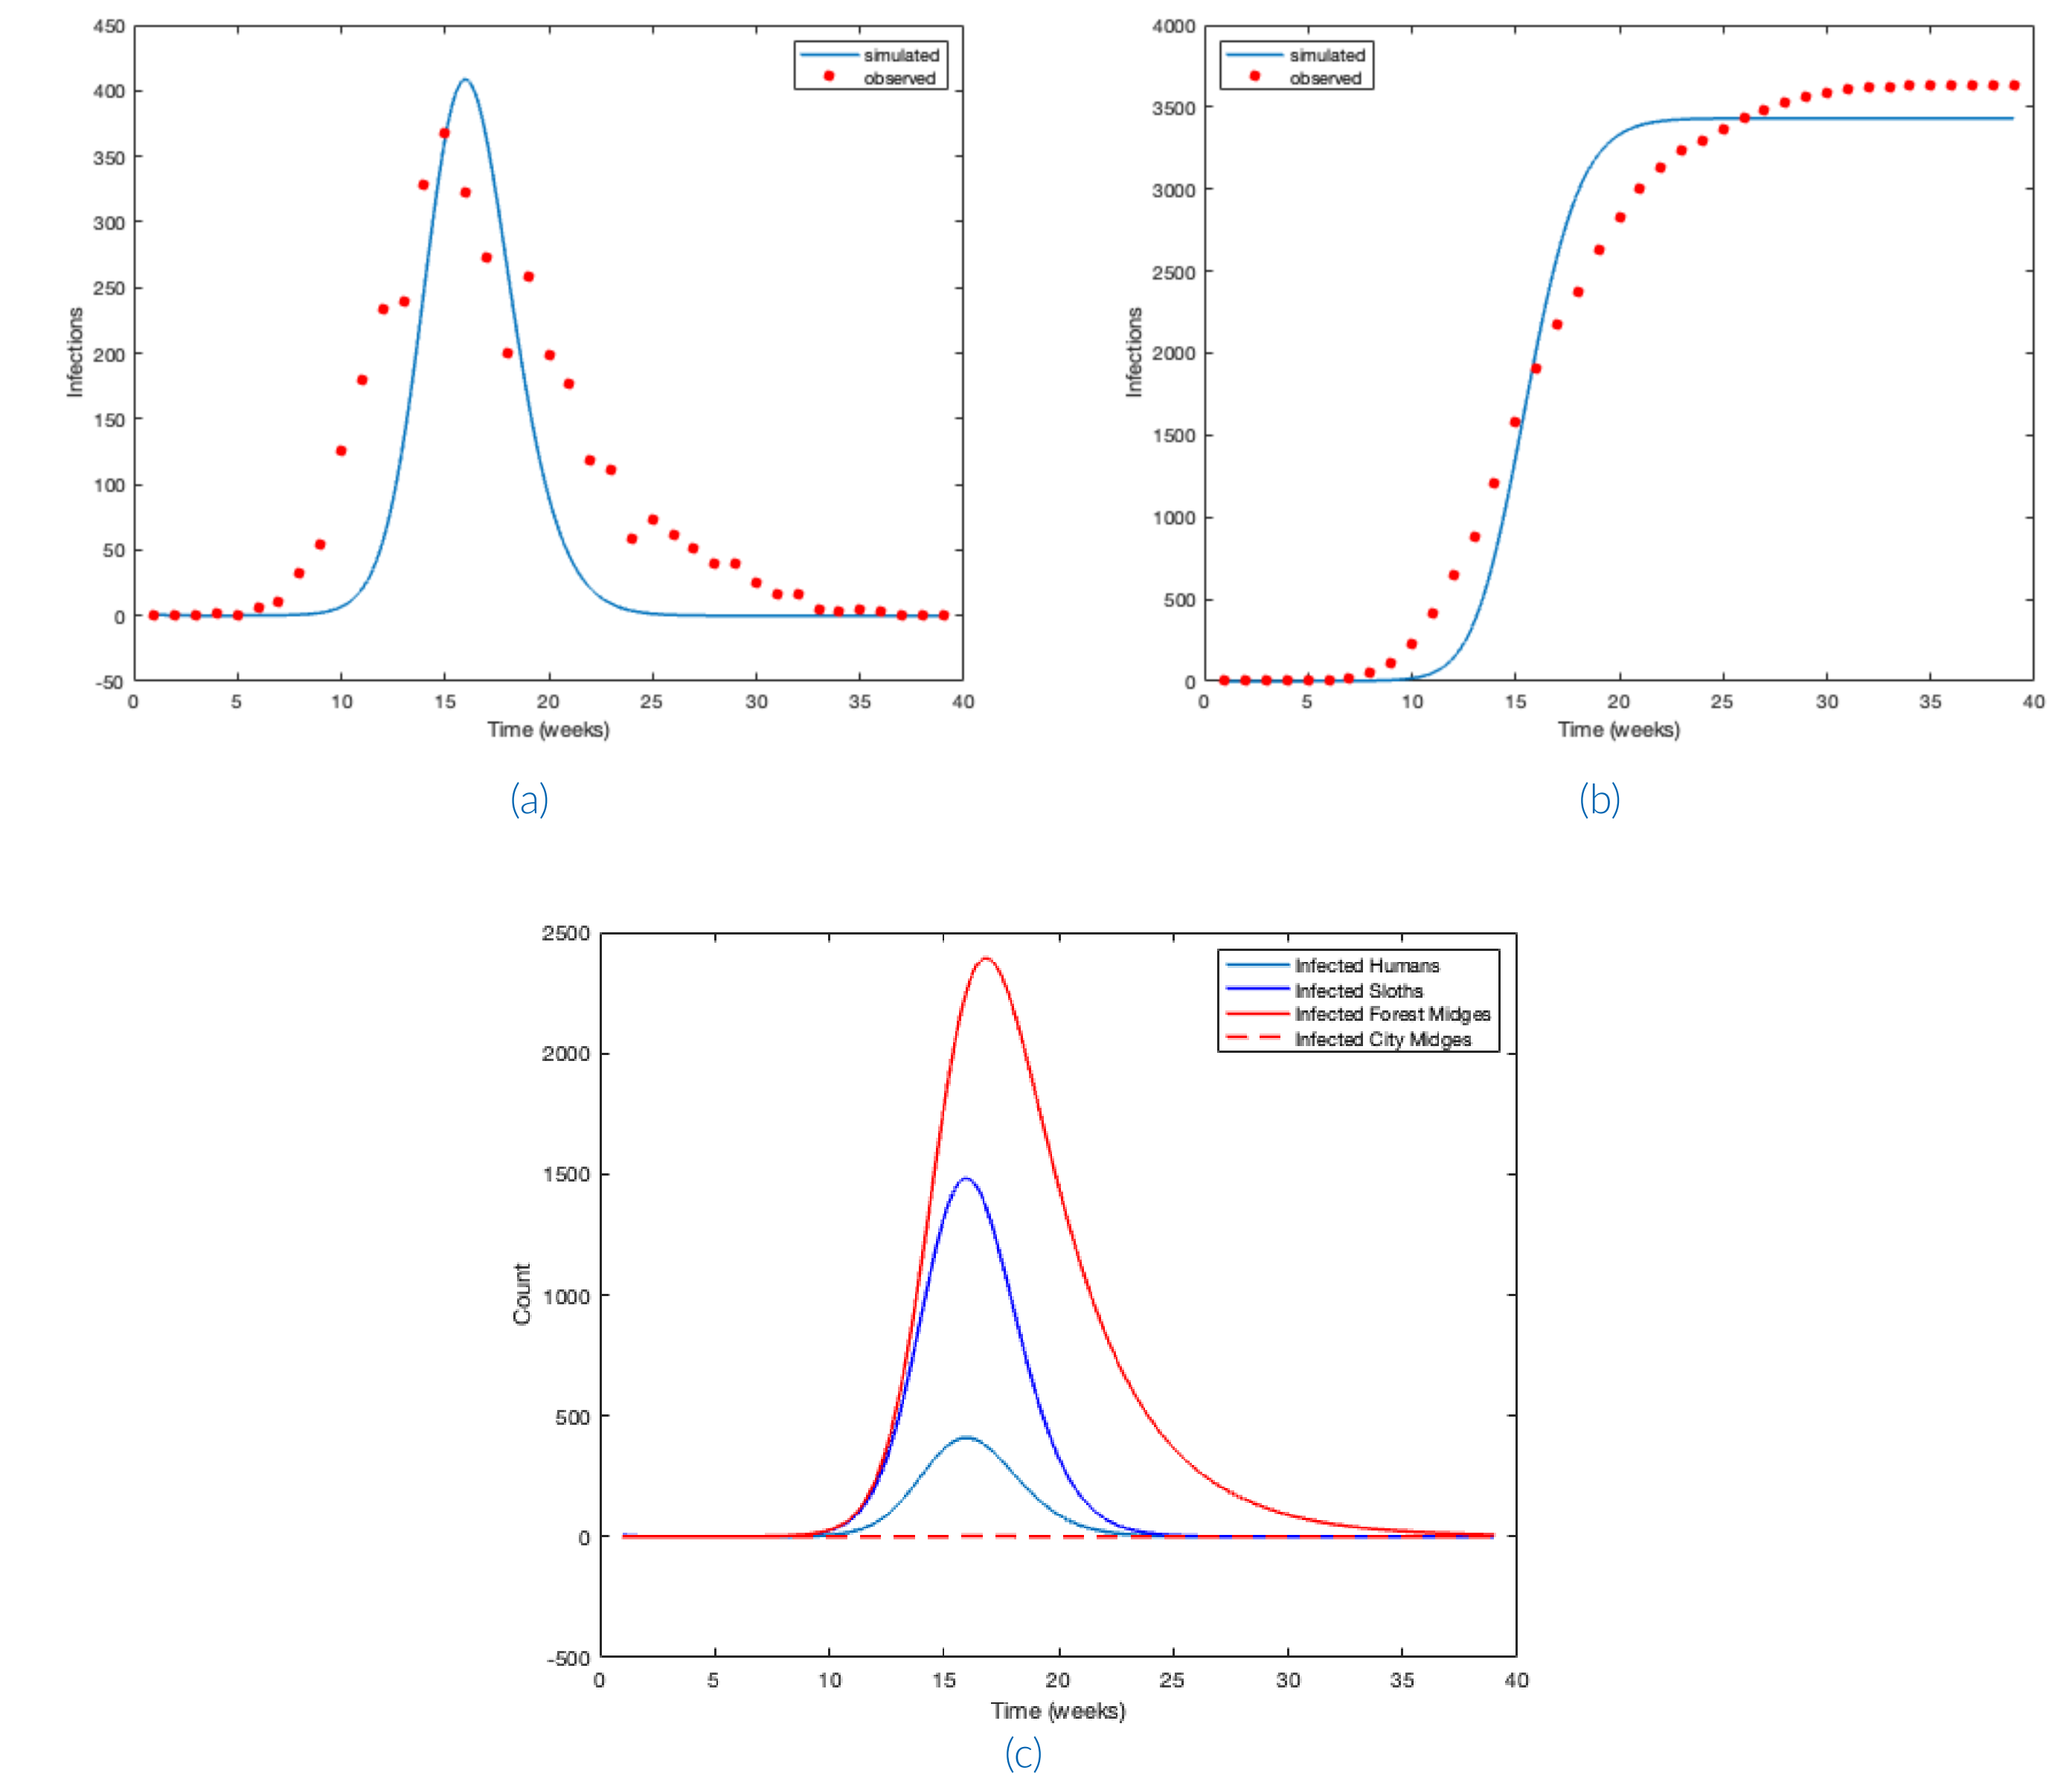 450
400
350
300
250
200
150
100
50
0
-50
Infections
simulated
observed
0 5 10 15 20 25 30 35 40
Time (weeks)
(a)
4000
3500
3000
2500
2000
1500
1000
500
0
Infections
simulated
observed
0 5 10 15 20 25 30 35 40
Time (weeks)
(b)
2500
2000
1500
1000
500
0
-500
Count
Infected Humans
Infected Sloths
Infected Forest Midges
Infected City Midges
0 5 10 15 20 25 30 35 40
Time (weeks)
(c)